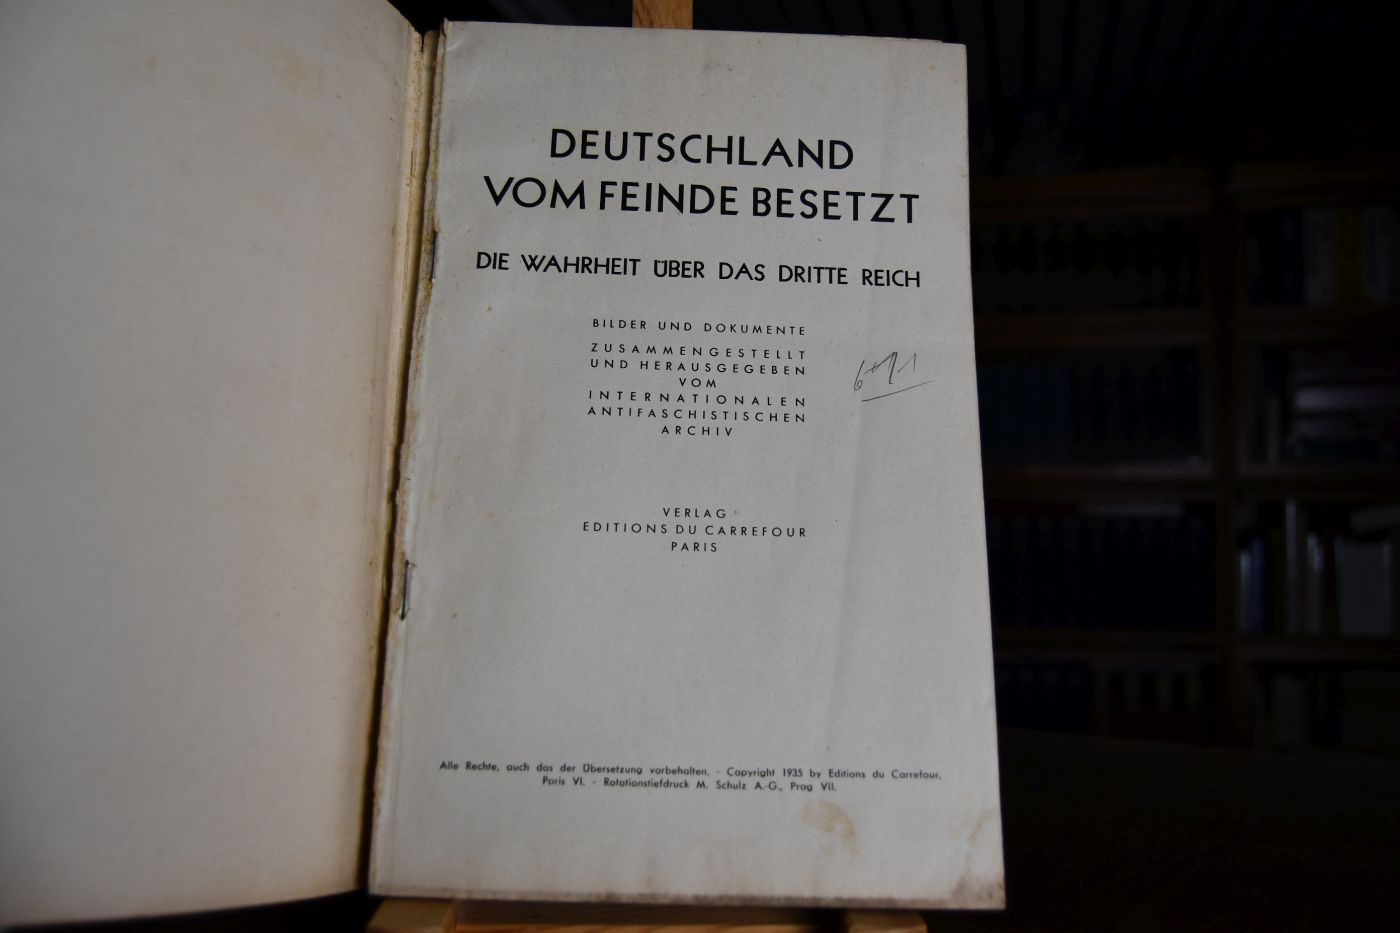 DEUTSCHLAND
VOM FEINDE BESETZT
DIE WAHRHEIT ÜBER DAS DRITTE REICH
BILDER UND DOKUMENTE
ZUSAMMENGESTELLT
UND HERAUSGEGEBEN
VOM
INTERNATIONALEN
ANTIFASCHISTISCHEN
ARCHIV
VERLAG
EDITIONS DU CARREFOUR
PARIS
Alle Rechte, auch das der Übersetzung vorbehalten. - Copyright 1935 by Editions du Carrefour,
Paris VI. - Rotationstiefdruck M. Schulz A.-G., Prag VII.